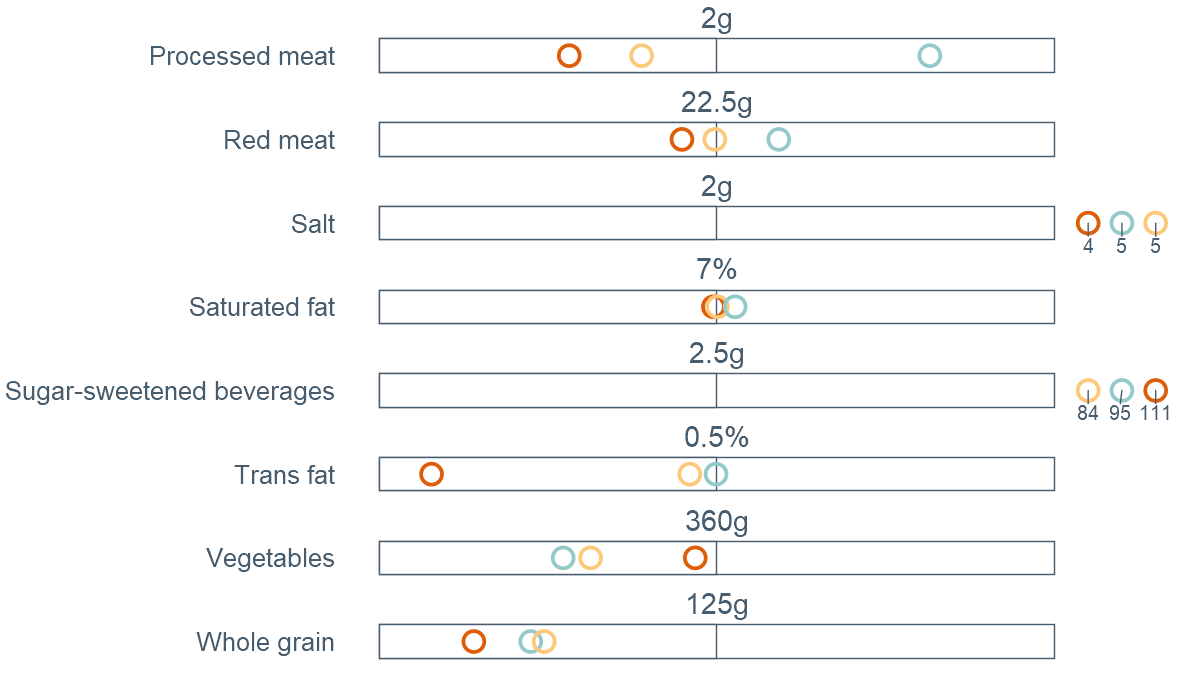 2g
Processed meat
22.5g
Red meat
2g
Salt
4 5 5
7%
Saturated fat
2.5g
Sugar-sweetened beverages
84 95 111
0.5%
Trans fat
360g
Vegetables
125g
Whole grain